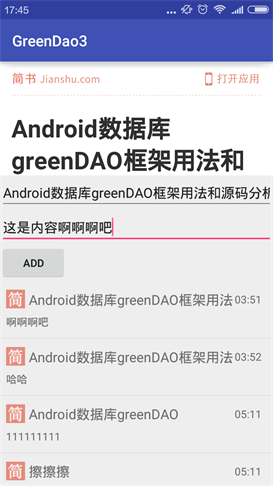 17:45
GreenDao3
简书 Jianshu.com 打开应用
Android数据库
greenDAO框架用法和
Android数据库greenDAO框架用法和源码分析
这是内容啊啊啊吧
ADD
简 Android数据库greenDAO框架用法 03:51
啊啊啊吧
简 Android数据库greenDAO框架用法 03:52
哈哈
简 Android数据库greenDAO 05:11
111111111
简 擦擦擦 05:11